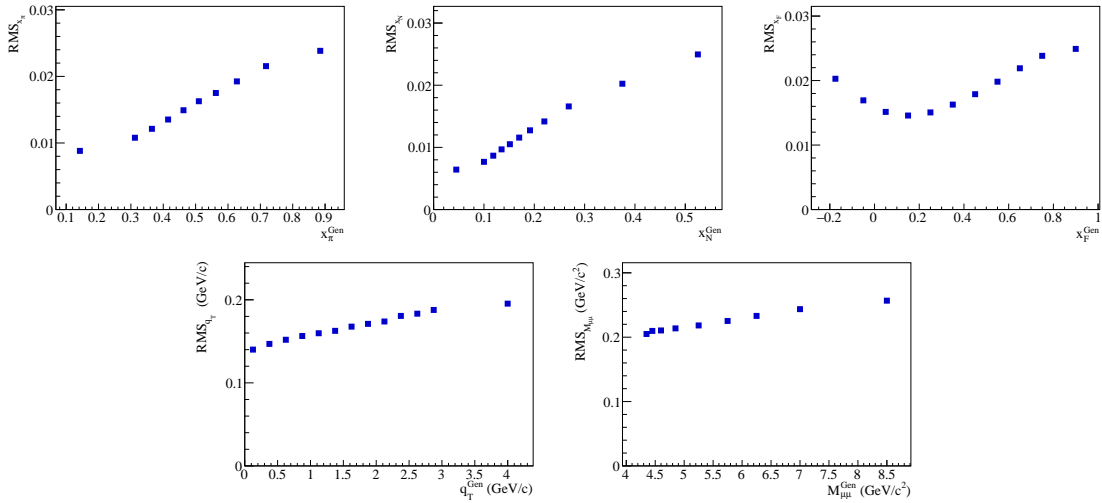 RMS_{x_π}
0.03
0.02
0.01
0
0.1 0.2 0.3 0.4 0.5 0.6 0.7 0.8 0.9
x_π^{Gen}
RMS_{x_N}
0.03
0.02
0.01
0
0 0.1 0.2 0.3 0.4 0.5
x_N^{Gen}
RMS_{x_F}
0.03
0.02
0.01
0
−0.2 0 0.2 0.4 0.6 0.8 1
x_F^{Gen}
RMS_{q_T} (GeV/c)
0.2
0.1
0
0 0.5 1 1.5 2 2.5 3 3.5 4
q_T^{Gen} (GeV/c)
RMS_{M_{μμ}} (GeV/c²)
0.3
0.2
0.1
0
4 4.5 5 5.5 6 6.5 7 7.5 8 8.5
M_{μμ}^{Gen} (GeV/c²)